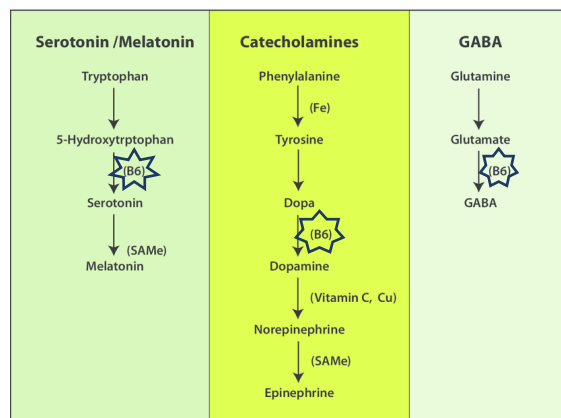 Serotonin /Melatonin
Tryptophan
5-Hydroxytrptophan
(B6)
Serotonin
(SAMe)
Melatonin
Catecholamines
Phenylalanine
(Fe)
Tyrosine
Dopa
(B6)
Dopamine
(Vitamin C, Cu)
Norepinephrine
(SAMe)
Epinephrine
GABA
Glutamine
Glutamate
(B6)
GABA